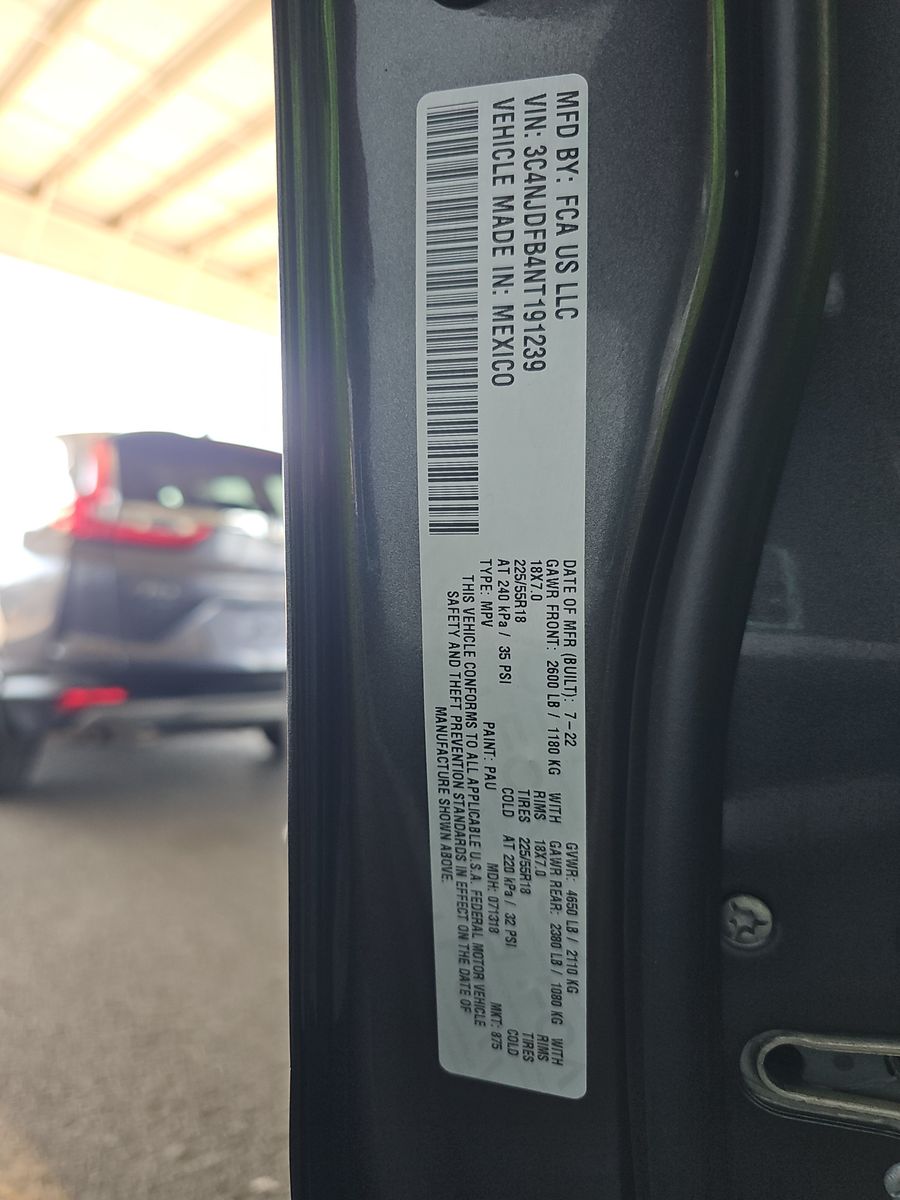 MFD BY: FCA US LLC
VIN: 3C4NJDFB4NT191239
VEHICLE MADE IN: MEXICO
DATE OF MFR (BUILT): 7-22 GVWR: 4650 LB / 2110 KG
GAWR FRONT: 2600 LB / 1180 KG WITH GAWR REAR: 2380 LB / 1080 KG WITH
18X7.0 RIMS 18X7.0 RIMS
225/55R18 TIRES 225/55R18 TIRES
AT 240 kPa / 35 PSI COLD AT 220 kPa / 32 PSI COLD
TYPE: MPV PAINT: PAU MDH: 071318 MKT: 875
THIS VEHICLE CONFORMS TO ALL APPLICABLE U.S.A. FEDERAL MOTOR VEHICLE
SAFETY AND THEFT PREVENTION STANDARDS IN EFFECT ON THE DATE OF
MANUFACTURE SHOWN ABOVE.